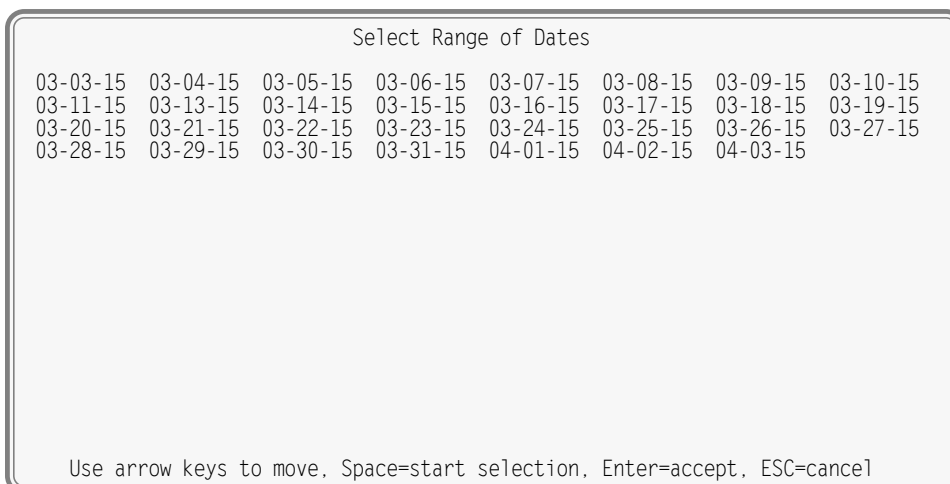 Select Range of Dates
03-03-15 03-04-15 03-05-15 03-06-15 03-07-15 03-08-15 03-09-15 03-10-15
03-11-15 03-13-15 03-14-15 03-15-15 03-16-15 03-17-15 03-18-15 03-19-15
03-20-15 03-21-15 03-22-15 03-23-15 03-24-15 03-25-15 03-26-15 03-27-15
03-28-15 03-29-15 03-30-15 03-31-15 04-01-15 04-02-15 04-03-15
Use arrow keys to move, Space=start selection, Enter=accept, ESC=cancel